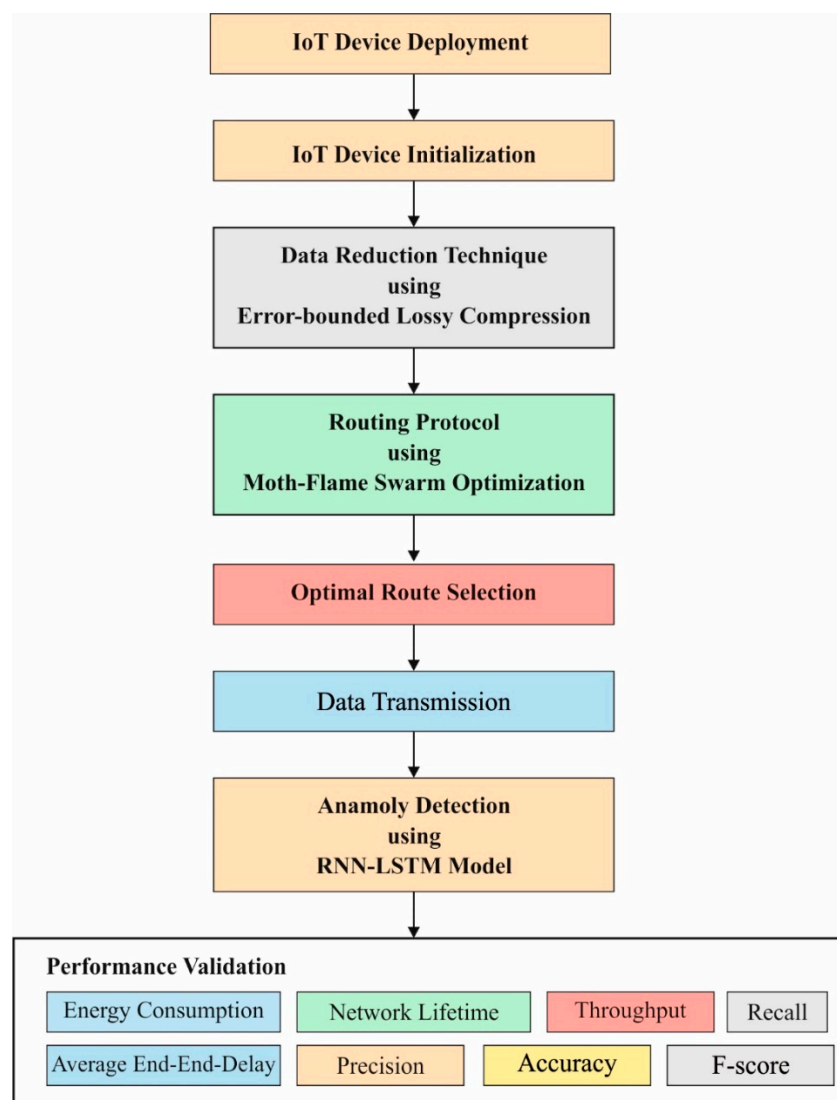 IoT Device Deployment
IoT Device Initialization
Data Reduction Technique
using
Error-bounded Lossy Compression
Routing Protocol
using
Moth-Flame Swarm Optimization
Optimal Route Selection
Data Transmission
Anamoly Detection
using
RNN-LSTM Model
Performance Validation
Energy Consumption
Network Lifetime
Throughput
Recall
Average End-End-Delay
Precision
Accuracy
F-score